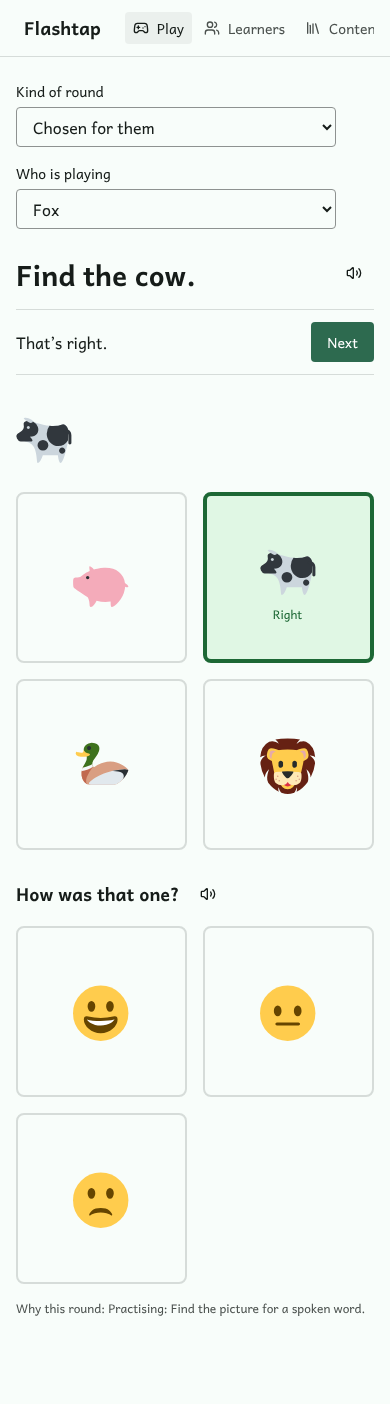 Flashtap
Play
Learners
Conten
Kind of round
Chosen for them
Who is playing
Fox
Find the cow.
That's right.
Next
Right
How was that one?
Why this round: Practising: Find the picture for a spoken word.